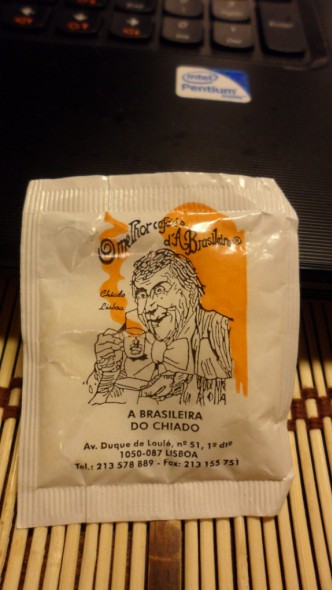 intel
Pentium
O melhor café é o
d'A Brasileira
Chiado
Lisboa
A BRASILEIRA
DO CHIADO
Av. Duque de Loulé, nº 51, 1º dtº
1050-087 LISBOA
Tel.: 213 578 889 - Fax: 213 155 751